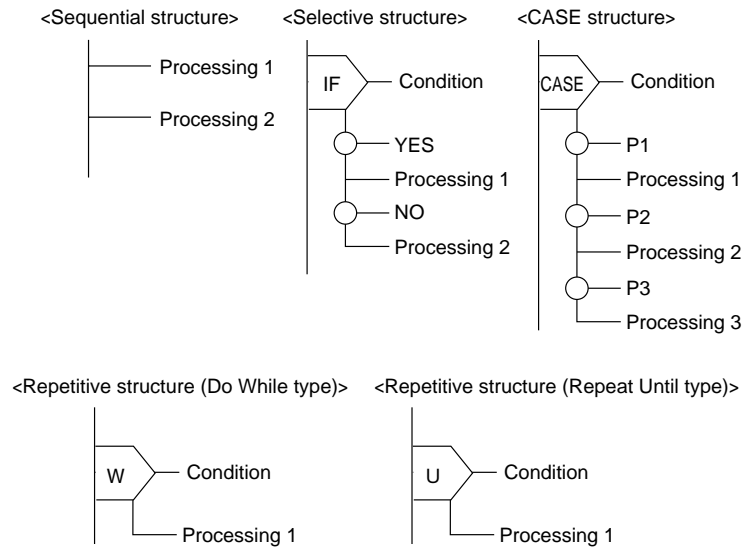 <Sequential structure>
Processing 1
Processing 2
<Selective structure>
IF
Condition
YES
Processing 1
NO
Processing 2
<CASE structure>
CASE
Condition
P1
Processing 1
P2
Processing 2
P3
Processing 3
<Repetitive structure (Do While type)>
W
Condition
Processing 1
<Repetitive structure (Repeat Until type)>
U
Condition
Processing 1